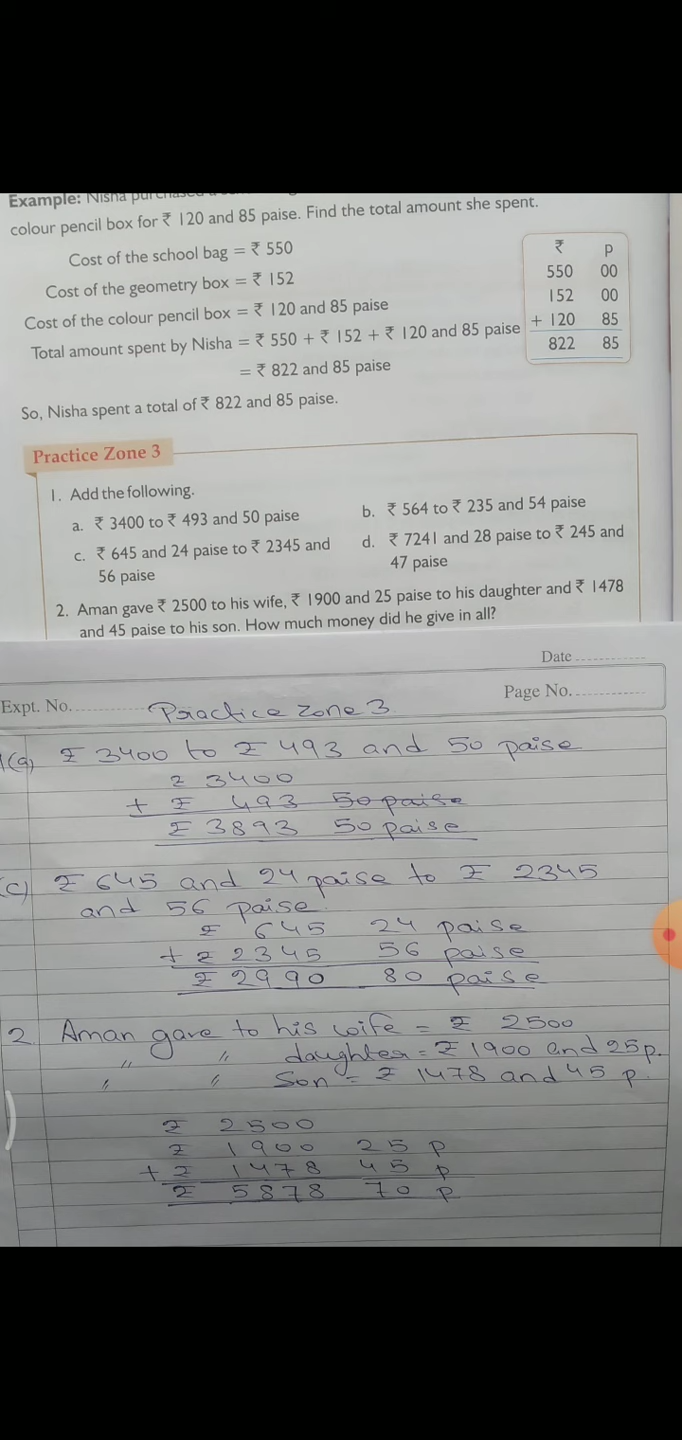 Example: Nisha
colour pencil box for ₹ 120 and 85 paise. Find the total amount she spent.
Cost of the school bag = ₹ 550
Cost of the geometry box = ₹ 152
Cost of the colour pencil box = ₹ 120 and 85 paise
Total amount spent by Nisha = ₹ 550 + ₹ 152 + ₹ 120 and 85 paise
= ₹ 822 and 85 paise
₹ p
550 00
152 00
+ 120 85
822 85
So, Nisha spent a total of ₹ 822 and 85 paise.
Practice Zone 3
1. Add the following.
a. ₹ 3400 to ₹ 493 and 50 paise
b. ₹ 564 to ₹ 235 and 54 paise
c. ₹ 645 and 24 paise to ₹ 2345 and
56 paise
d. ₹ 7241 and 28 paise to ₹ 245 and
47 paise
2. Aman gave ₹ 2500 to his wife, ₹ 1900 and 25 paise to his daughter and ₹ 1478
and 45 paise to his son. How much money did he give in all?
Date
Expt. No. Page No.
Practice Zone 3
1(a) ₹ 3400 to ₹ 493 and 50 paise
₹ 3400
+ ₹ 493 50 paise
₹ 3893 50 paise
(c) ₹ 645 and 24 paise to ₹ 2345
and 56 paise.
₹ 645 24 paise
+ ₹ 2345 56 paise
₹ 2990 80 paise
2 Aman gave to his wife = ₹ 2500
〃 〃 daughter = ₹ 1900 and 25 p.
〃 〃 Son = ₹ 1478 and 45 p.
₹ 2500
₹ 1900 25 p
+ ₹ 1478 45 p
₹ 5878 70 p